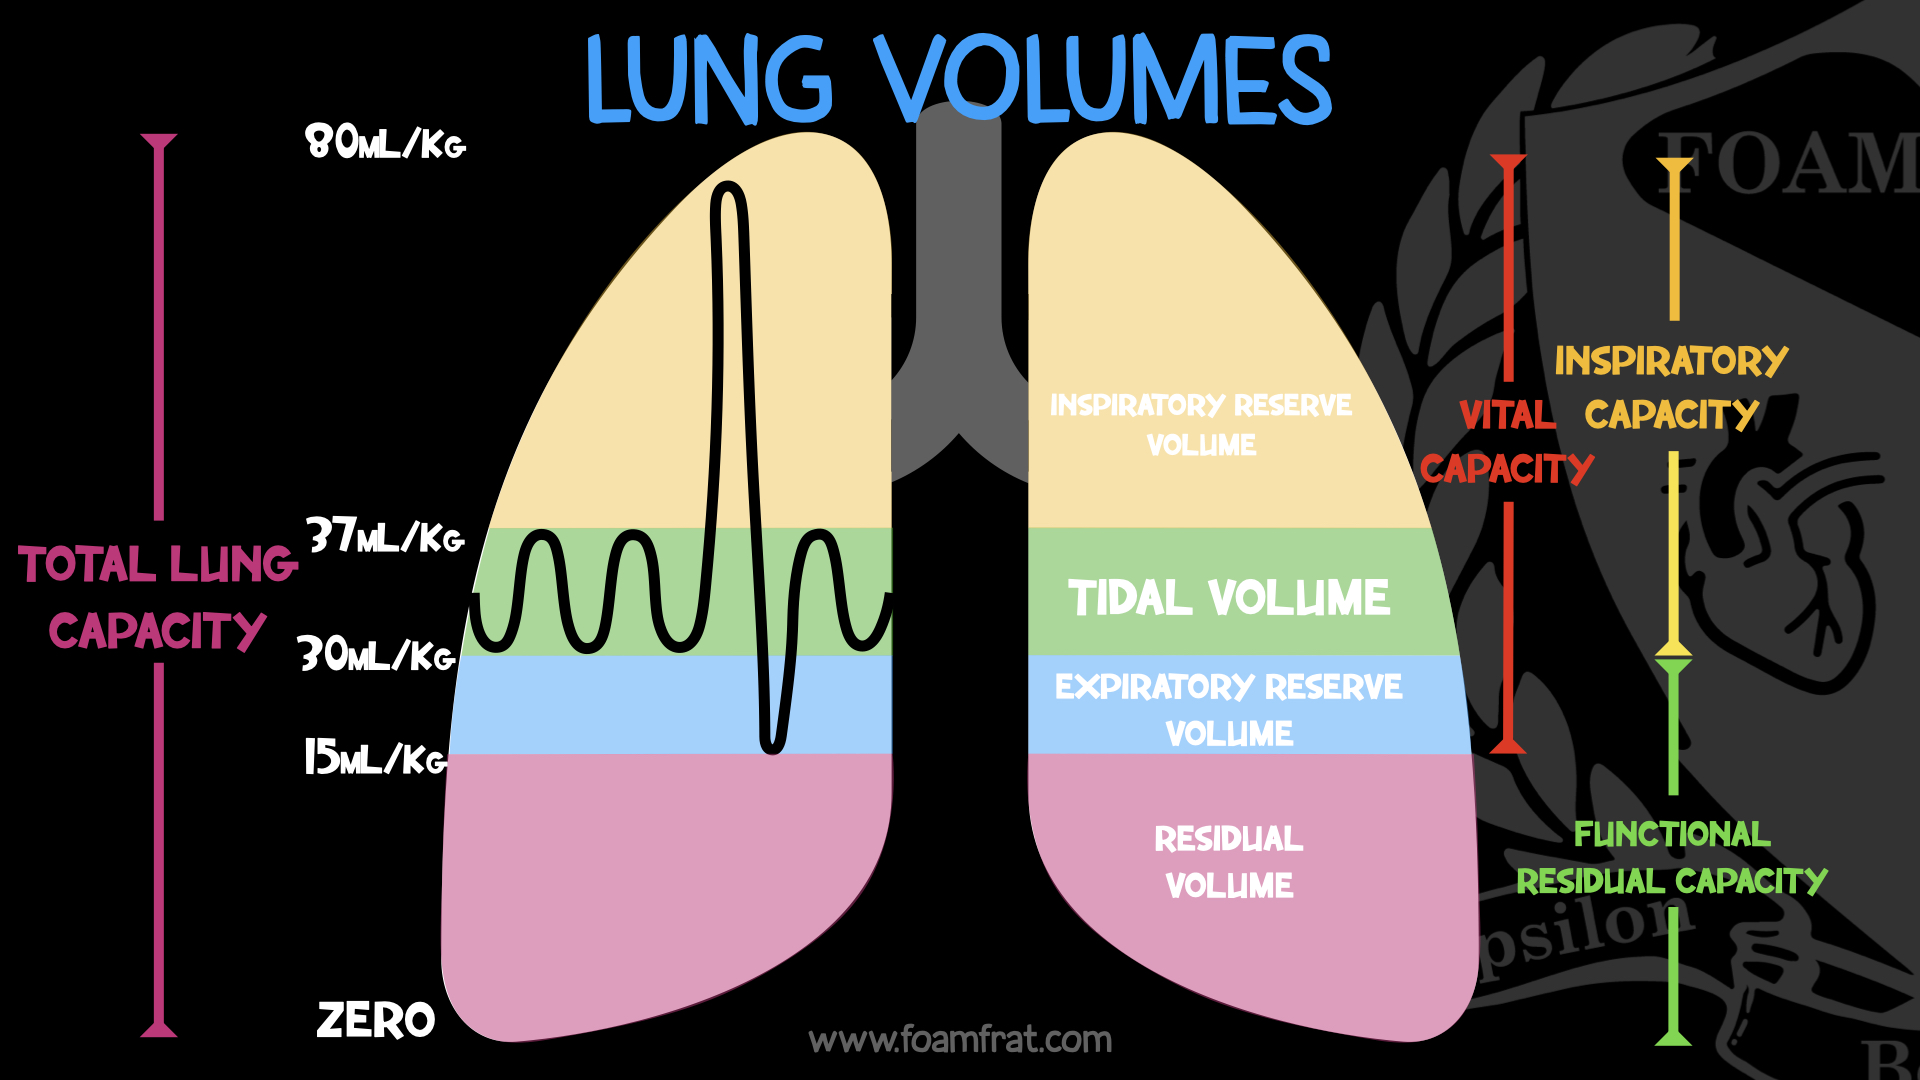 LUNG VOLUMES
80mL/Kg
37mL/Kg
30mL/Kg
15mL/Kg
ZERO
TOTAL LUNG
CAPACITY
INSPIRATORY RESERVE
VOLUME
TIDAL VOLUME
EXPIRATORY RESERVE
VOLUME
RESIDUAL
VOLUME
VITAL
CAPACITY
INSPIRATORY
CAPACITY
FUNCTIONAL
RESIDUAL CAPACITY
FOAM
psilon
www.foamfrat.com